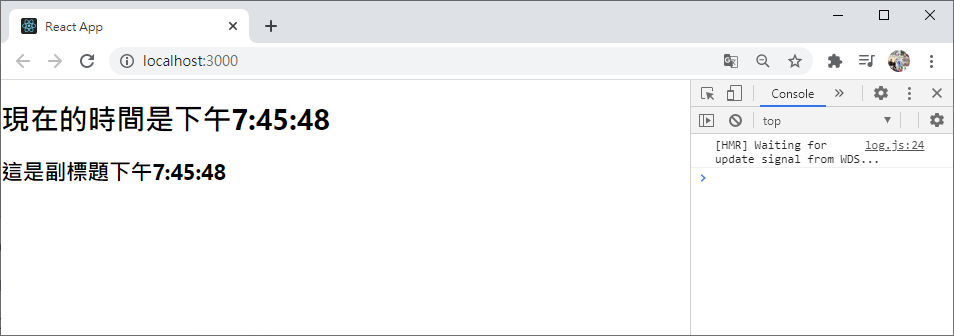 React App
localhost:3000
Console
top
現在的時間是下午7:45:48
這是副標題下午7:45:48
[HMR] Waiting for update signal from WDS...
log.js:24